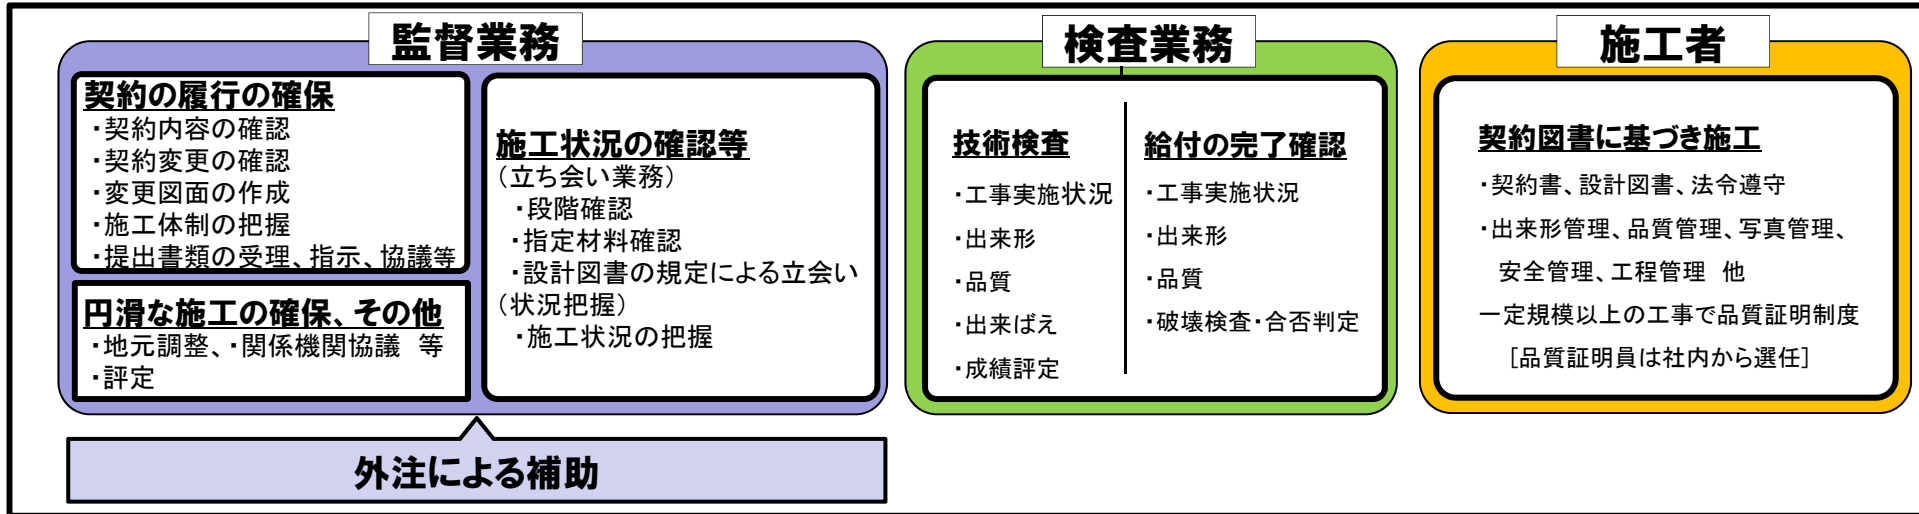 監督業務
契約の履行の確保
・契約内容の確認
・契約変更の確認
・変更図面の作成
・施工体制の把握
・提出書類の受理、指示、協議等
円滑な施工の確保、その他
・地元調整、・関係機関協議　等
・評定
施工状況の確認等
（立ち会い業務）
・段階確認
・指定材料確認
・設計図書の規定による立会い
（状況把握）
・施工状況の把握
外注による補助
検査業務
技術検査
・工事実施状況
・出来形
・品質
・出来ばえ
・成績評定
給付の完了確認
・工事実施状況
・出来形
・品質
・破壊検査・合否判定
施工者
契約図書に基づき施工
・契約書、設計図書、法令遵守
・出来形管理、品質管理、写真管理、
安全管理、工程管理　他
一定規模以上の工事で品質証明制度
［品質証明員は社内から選任］